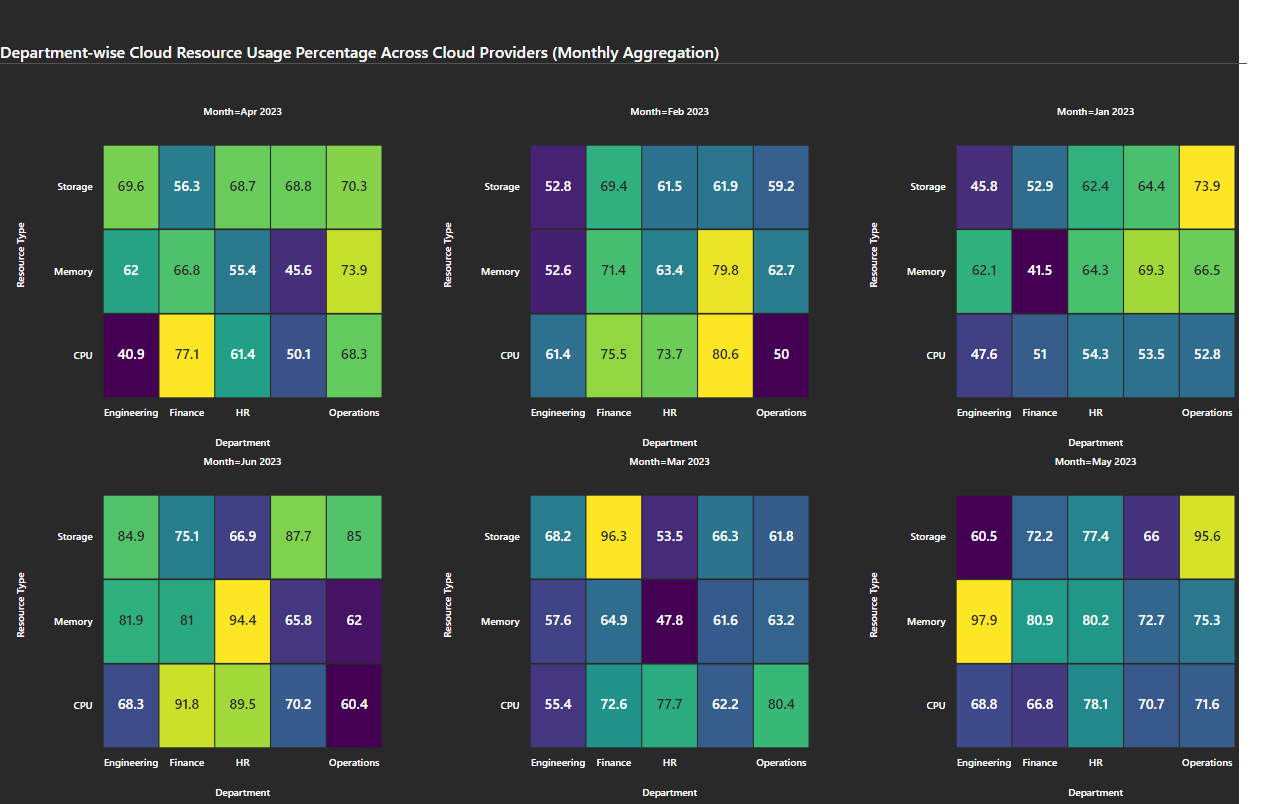 Department-wise Cloud Resource Usage Percentage Across Cloud Providers (Monthly Aggregation)
Month=Apr 2023
Resource Type
Storage 69.6 56.3 68.7 68.8 70.3
Memory 62 66.8 55.4 45.6 73.9
CPU 40.9 77.1 61.4 50.1 68.3
Engineering Finance HR Operations
Department
Month=Feb 2023
Resource Type
Storage 52.8 69.4 61.5 61.9 59.2
Memory 52.6 71.4 63.4 79.8 62.7
CPU 61.4 75.5 73.7 80.6 50
Engineering Finance HR Operations
Department
Month=Jan 2023
Resource Type
Storage 45.8 52.9 62.4 64.4 73.9
Memory 62.1 41.5 64.3 69.3 66.5
CPU 47.6 51 54.3 53.5 52.8
Engineering Finance HR Operations
Department
Month=Jun 2023
Resource Type
Storage 84.9 75.1 66.9 87.7 85
Memory 81.9 81 94.4 65.8 62
CPU 68.3 91.8 89.5 70.2 60.4
Engineering Finance HR Operations
Department
Month=Mar 2023
Resource Type
Storage 68.2 96.3 53.5 66.3 61.8
Memory 57.6 64.9 47.8 61.6 63.2
CPU 55.4 72.6 77.7 62.2 80.4
Engineering Finance HR Operations
Department
Month=May 2023
Resource Type
Storage 60.5 72.2 77.4 66 95.6
Memory 97.9 80.9 80.2 72.7 75.3
CPU 68.8 66.8 78.1 70.7 71.6
Engineering Finance HR Operations
Department